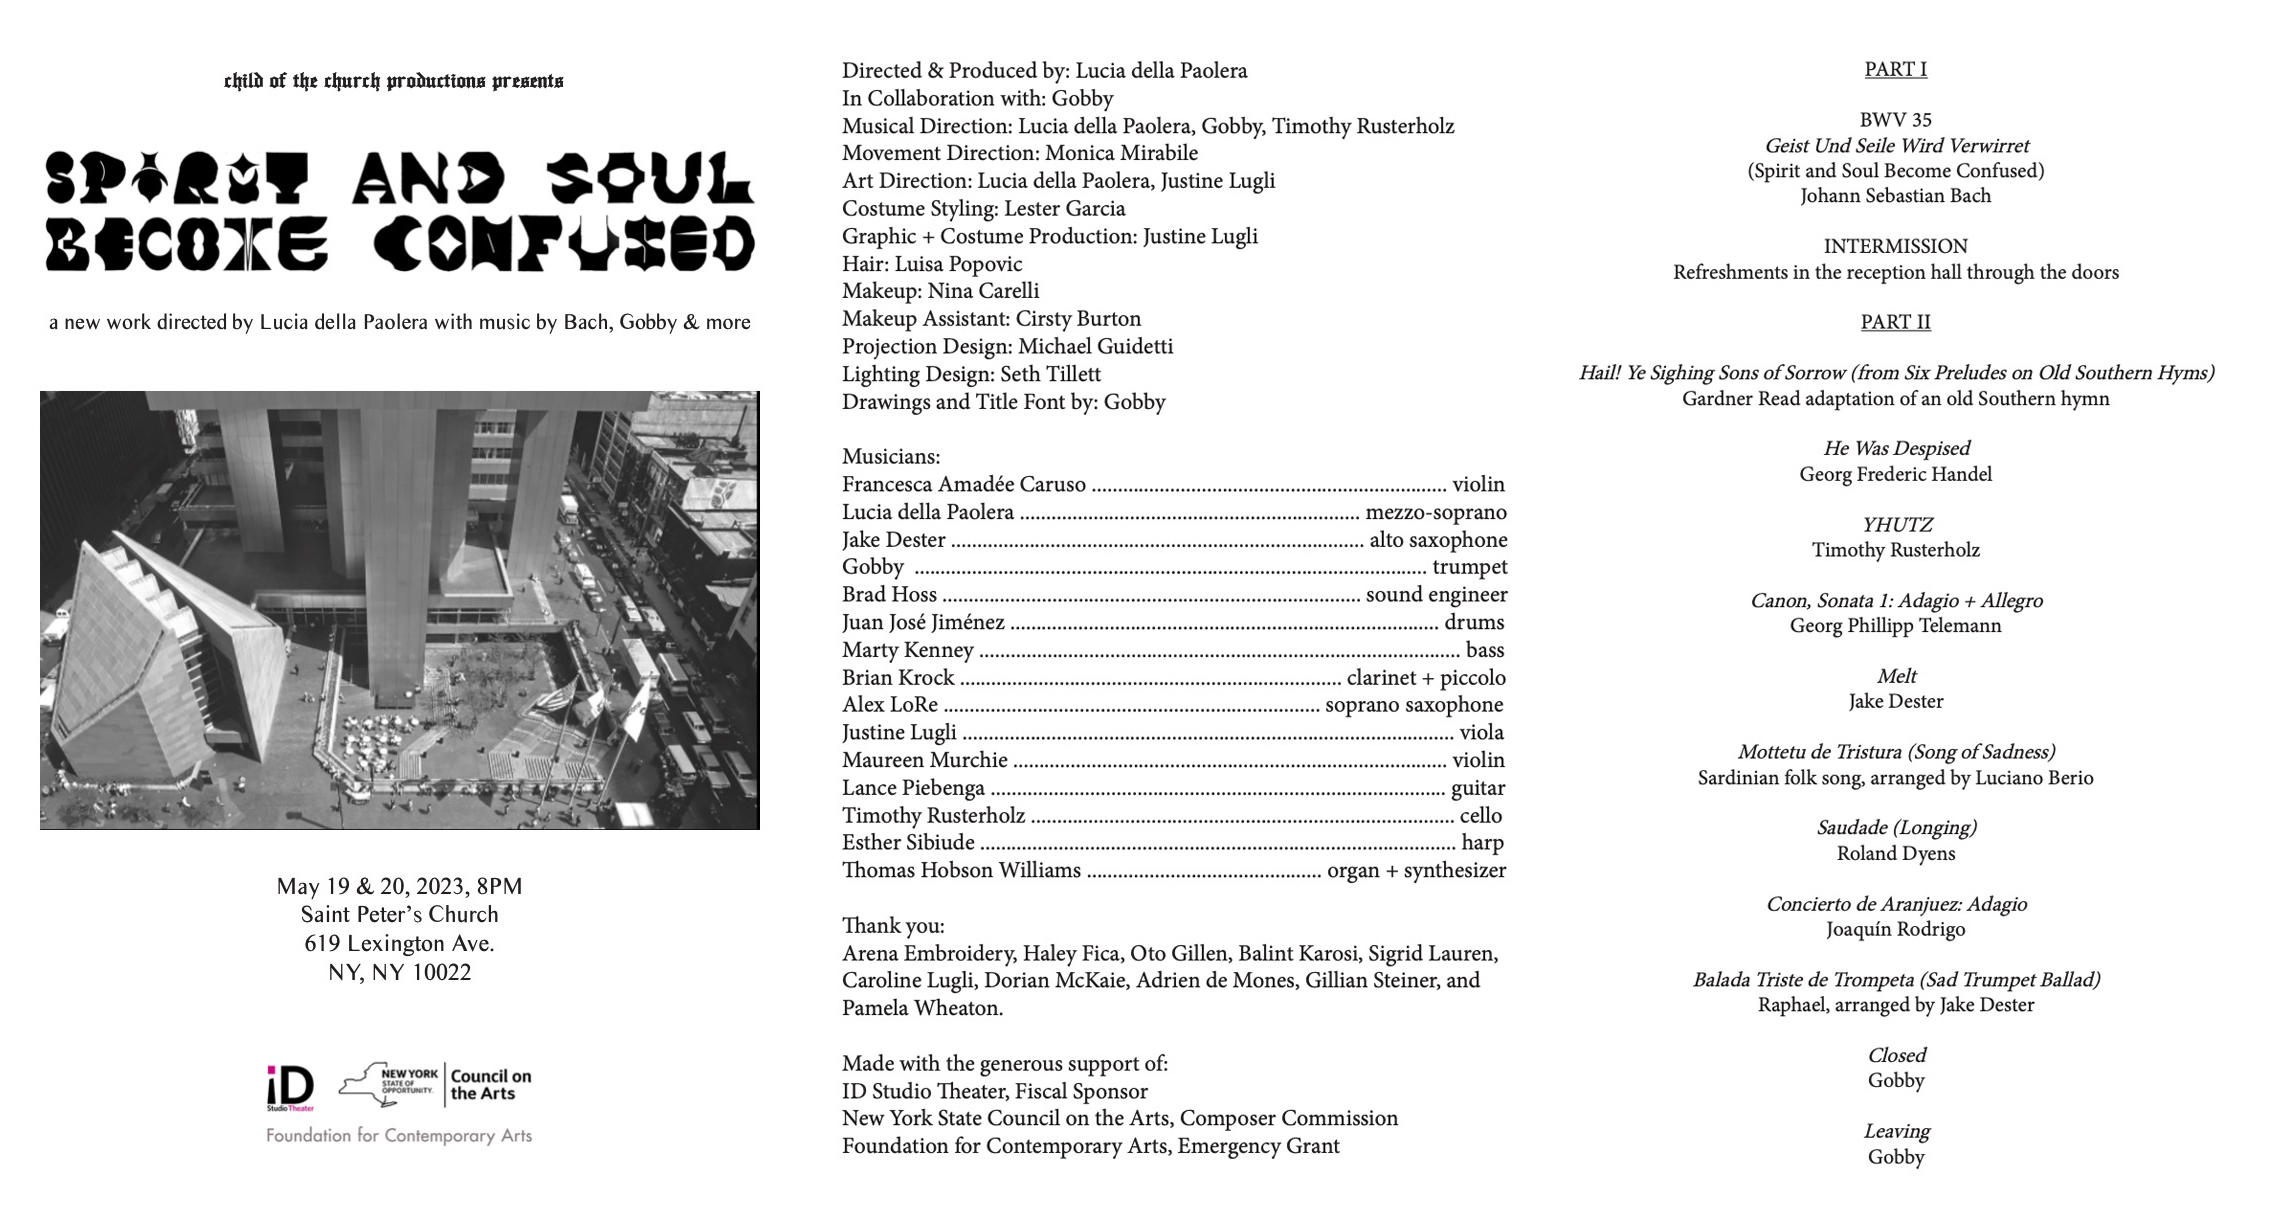 child of the church productions presents
SPIRIT AND SOUL
BECOME CONFUSED
a new work directed by Lucia della Paolera with music by Bach, Gobby & more
May 19 & 20, 2023, 8PM
Saint Peter's Church
619 Lexington Ave.
NY, NY 10022
iD
StudioTheater
NEW YORK
STATE OF
OPPORTUNITY.
Council on
the Arts
Foundation for Contemporary Arts
Directed & Produced by: Lucia della Paolera
In Collaboration with: Gobby
Musical Direction: Lucia della Paolera, Gobby, Timothy Rusterholz
Movement Direction: Monica Mirabile
Art Direction: Lucia della Paolera, Justine Lugli
Costume Styling: Lester Garcia
Graphic + Costume Production: Justine Lugli
Hair: Luisa Popovic
Makeup: Nina Carelli
Makeup Assistant: Cirsty Burton
Projection Design: Michael Guidetti
Lighting Design: Seth Tillett
Drawings and Title Font by: Gobby
Musicians:
Francesca Amadée Caruso ........ violin
Lucia della Paolera ........ mezzo-soprano
Jake Dester ........ alto saxophone
Gobby ........ trumpet
Brad Hoss ........ sound engineer
Juan José Jiménez ........ drums
Marty Kenney ........ bass
Brian Krock ........ clarinet + piccolo
Alex LoRe ........ soprano saxophone
Justine Lugli ........ viola
Maureen Murchie ........ violin
Lance Piebenga ........ guitar
Timothy Rusterholz ........ cello
Esther Sibiude ........ harp
Thomas Hobson Williams ........ organ + synthesizer
Thank you:
Arena Embroidery, Haley Fica, Oto Gillen, Balint Karosi, Sigrid Lauren,
Caroline Lugli, Dorian McKaie, Adrien de Mones, Gillian Steiner, and
Pamela Wheaton.
Made with the generous support of:
ID Studio Theater, Fiscal Sponsor
New York State Council on the Arts, Composer Commission
Foundation for Contemporary Arts, Emergency Grant
PART I
BWV 35
Geist Und Seile Wird Verwirret
(Spirit and Soul Become Confused)
Johann Sebastian Bach
INTERMISSION
Refreshments in the reception hall through the doors
PART II
Hail! Ye Sighing Sons of Sorrow (from Six Preludes on Old Southern Hyms)
Gardner Read adaptation of an old Southern hymn
He Was Despised
Georg Frederic Handel
YHUTZ
Timothy Rusterholz
Canon, Sonata 1: Adagio + Allegro
Georg Phillipp Telemann
Melt
Jake Dester
Mottetu de Tristura (Song of Sadness)
Sardinian folk song, arranged by Luciano Berio
Saudade (Longing)
Roland Dyens
Concierto de Aranjuez: Adagio
Joaquín Rodrigo
Balada Triste de Trompeta (Sad Trumpet Ballad)
Raphael, arranged by Jake Dester
Closed
Gobby
Leaving
Gobby